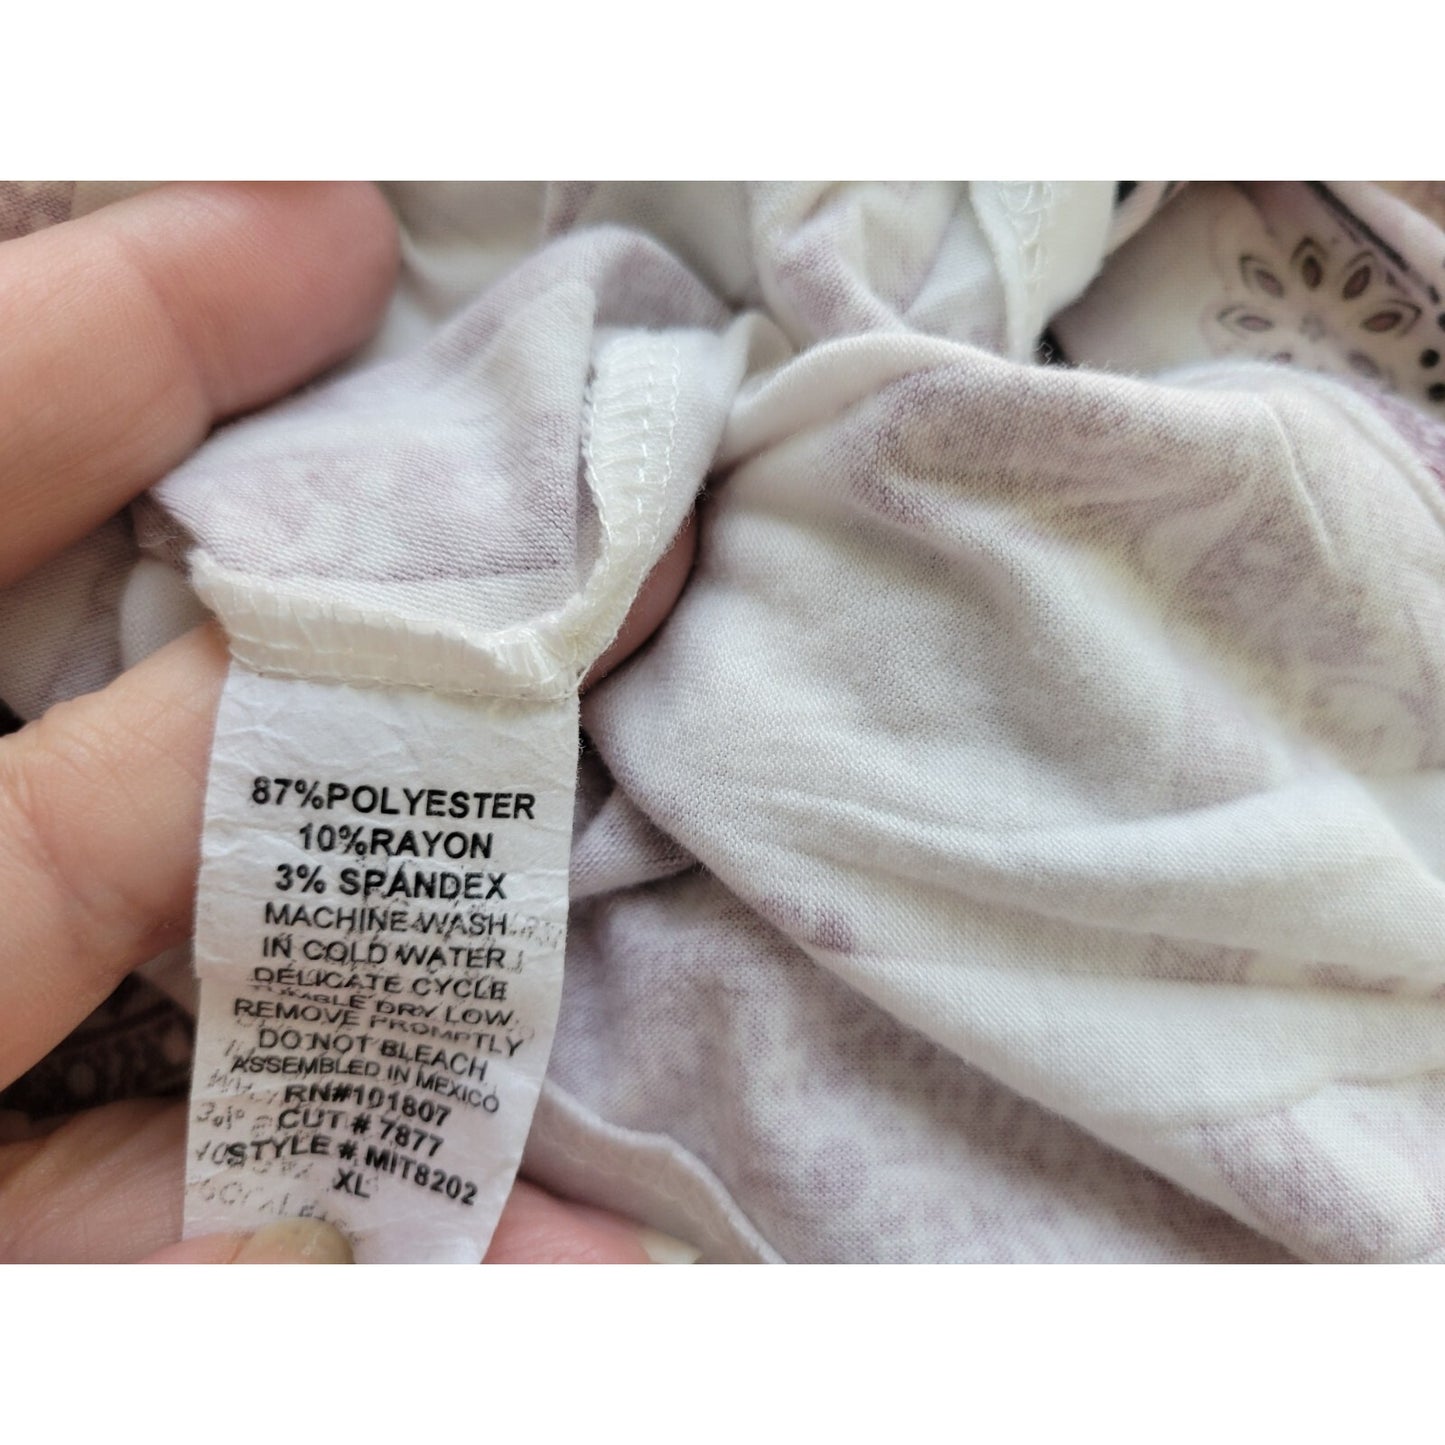 87%POLYESTER
10%RAYON
3% SPANDEX
MACHINE WASH
IN COLD WATER
DELICATE CYCLE
TUMBLE DRY LOW
REMOVE PROMPTLY
DO NOT BLEACH
ASSEMBLED IN MEXICO
RN#101807
CUT # 7877
STYLE # MIT8202
XL